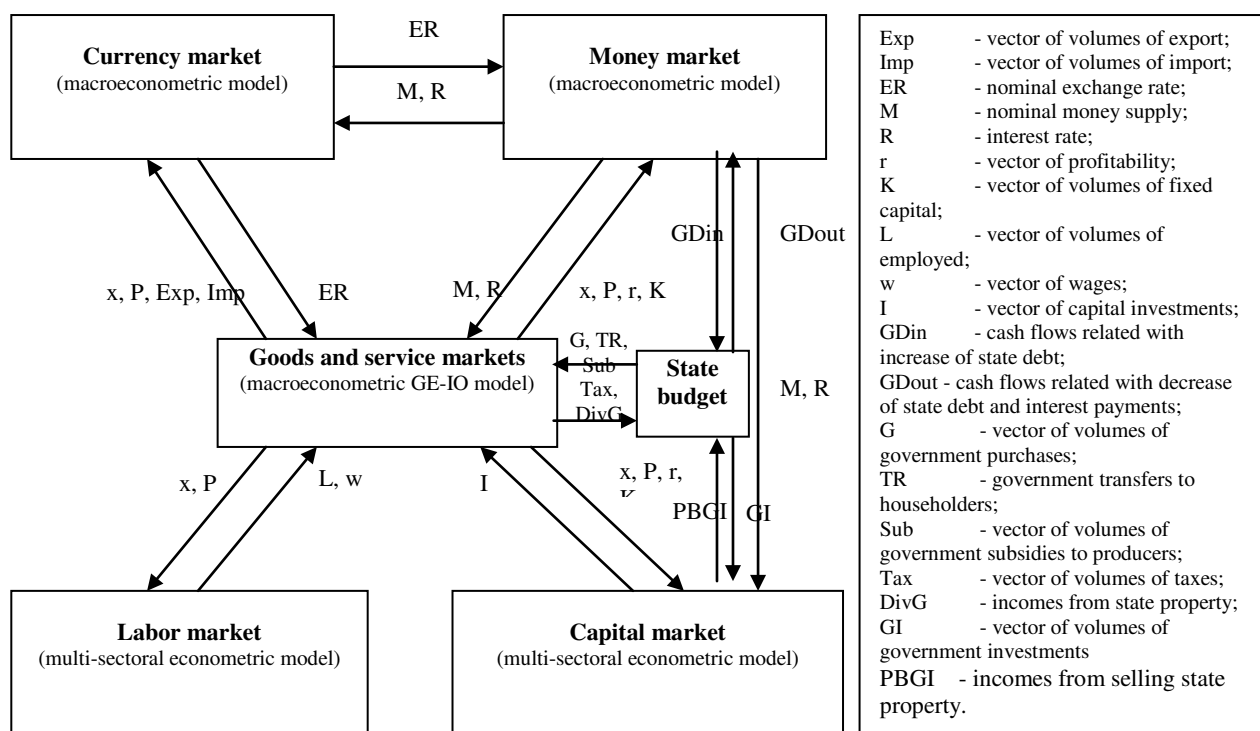 Currency market
(macroeconometric model)
ER
M, R
Money market
(macroeconometric model)
GDin
GDout
x, P, Exp, Imp
ER
M, R
x, P, r, K
Goods and service markets
(macroeconometric GE-IO model)
G, TR,
Sub
Tax,
DivG
State
budget
M, R
x, P
L, w
I
x, P, r,
K
PBGI
GI
Labor market
(multi-sectoral econometric model)
Capital market
(multi-sectoral econometric model)
Exp - vector of volumes of export;
Imp - vector of volumes of import;
ER - nominal exchange rate;
M - nominal money supply;
R - interest rate;
r - vector of profitability;
K - vector of volumes of fixed
capital;
L - vector of volumes of
employed;
w - vector of wages;
I - vector of capital investments;
GDin - cash flows related with
increase of state debt;
GDout - cash flows related with decrease
of state debt and interest payments;
G - vector of volumes of
government purchases;
TR - government transfers to
householders;
Sub - vector of volumes of
government subsidies to producers;
Tax - vector of volumes of taxes;
DivG - incomes from state property;
GI - vector of volumes of
government investments
PBGI - incomes from selling state
property.